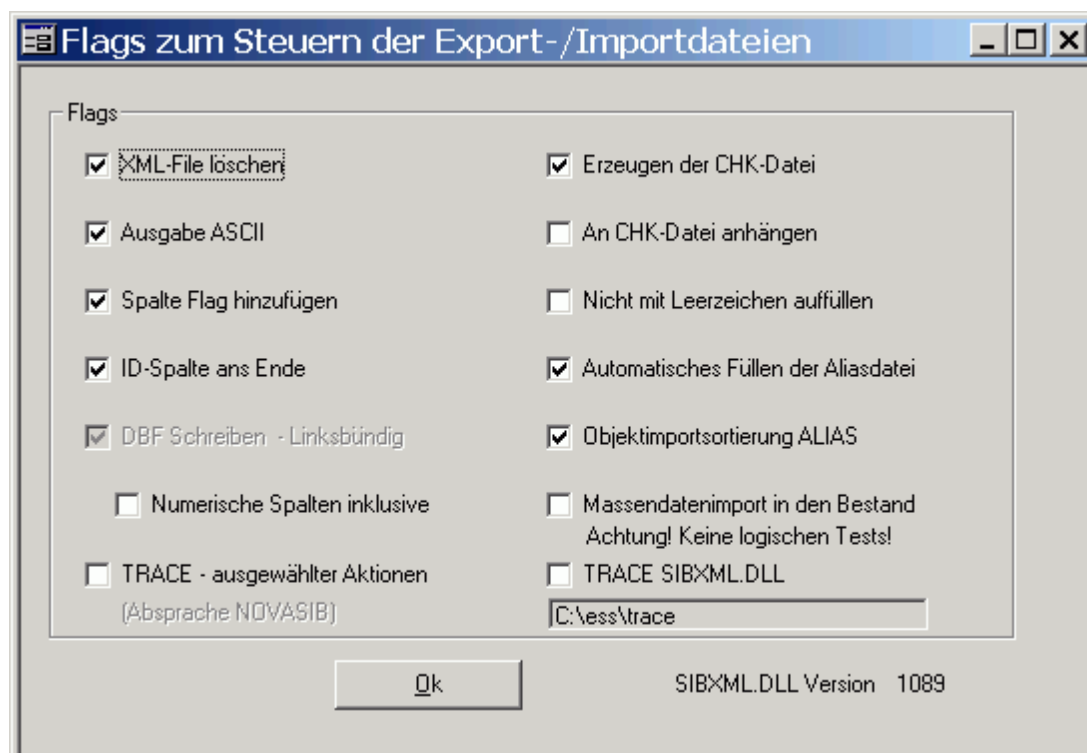 Flags zum Steuern der Export-/Importdateien
Flags
XML-File löschen
Erzeugen der CHK-Datei
Ausgabe ASCII
An CHK-Datei anhängen
Spalte Flag hinzufügen
Nicht mit Leerzeichen auffüllen
ID-Spalte ans Ende
Automatisches Füllen der Aliasdatei
DBF Schreiben - Linksbündig
Objektimportsortierung ALIAS
Numerische Spalten inklusive
Massendatenimport in den Bestand
Achtung! Keine logischen Tests!
TRACE - ausgewählter Aktionen
TRACE SIBXML.DLL
(Absprache NOVASIB)
C:\ess\trace
Ok
SIBXML.DLL Version 1089